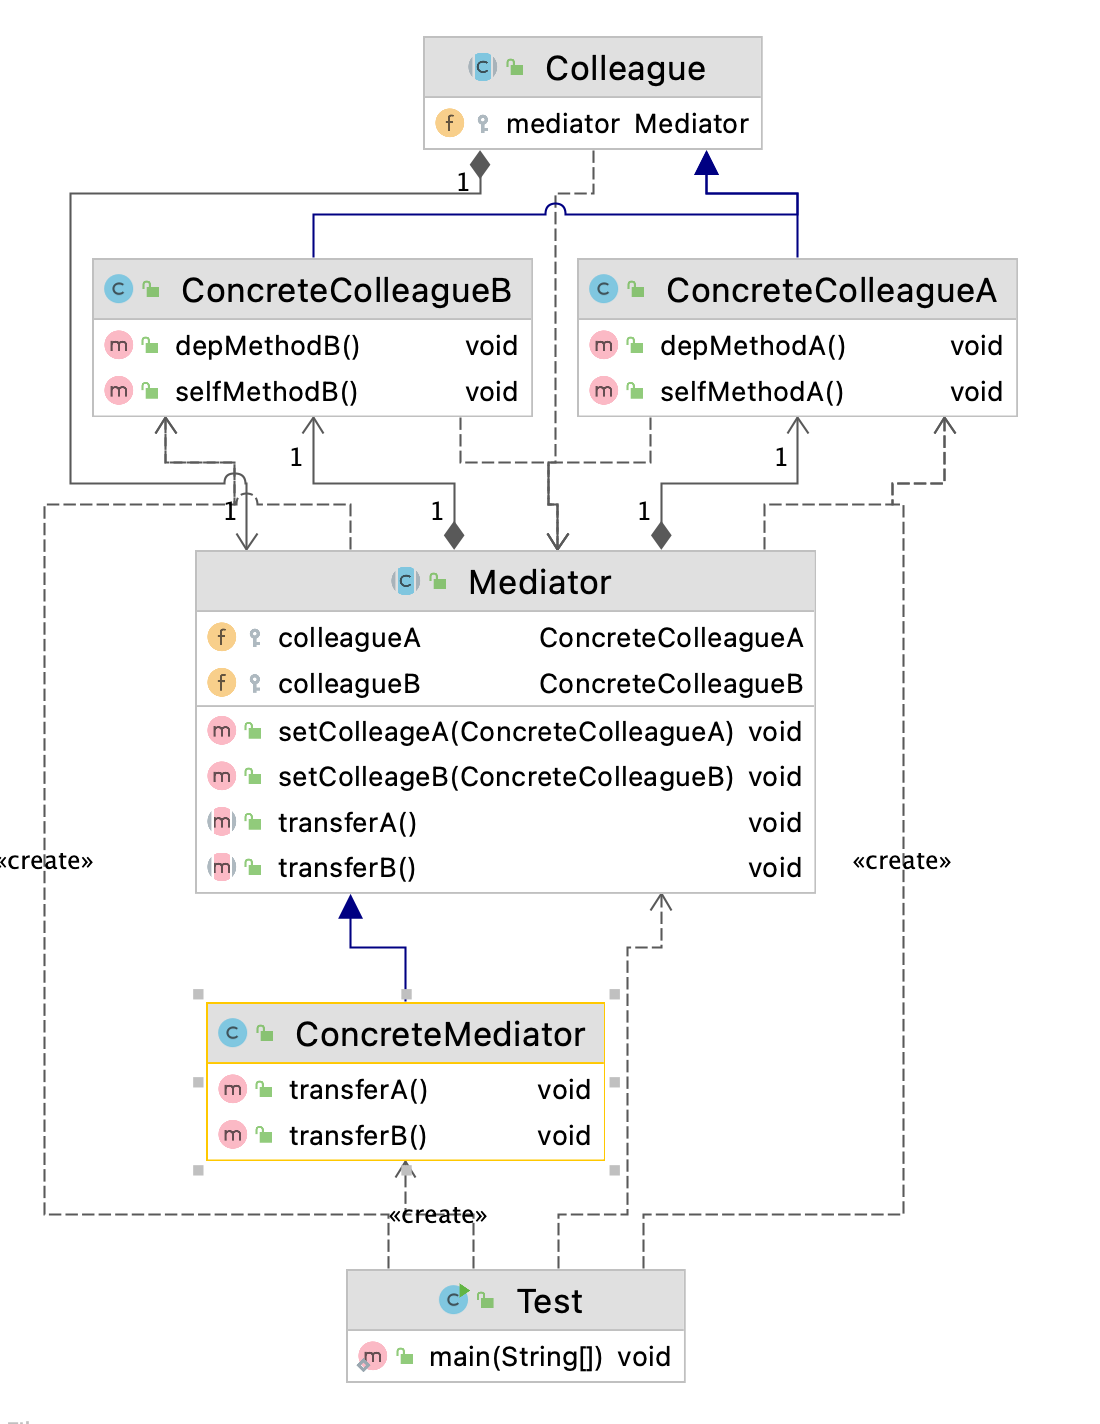 Colleague
mediator Mediator
1
ConcreteColleagueB
depMethodB() void
selfMethodB() void
ConcreteColleagueA
depMethodA() void
selfMethodA() void
1
1
1
1
1
Mediator
colleagueA ConcreteColleagueA
colleagueB ConcreteColleagueB
setColleageA(ConcreteColleagueA) void
setColleageB(ConcreteColleagueB) void
transferA() void
transferB() void
«create»
«create»
ConcreteMediator
transferA() void
transferB() void
«create»
Test
main(String[]) void